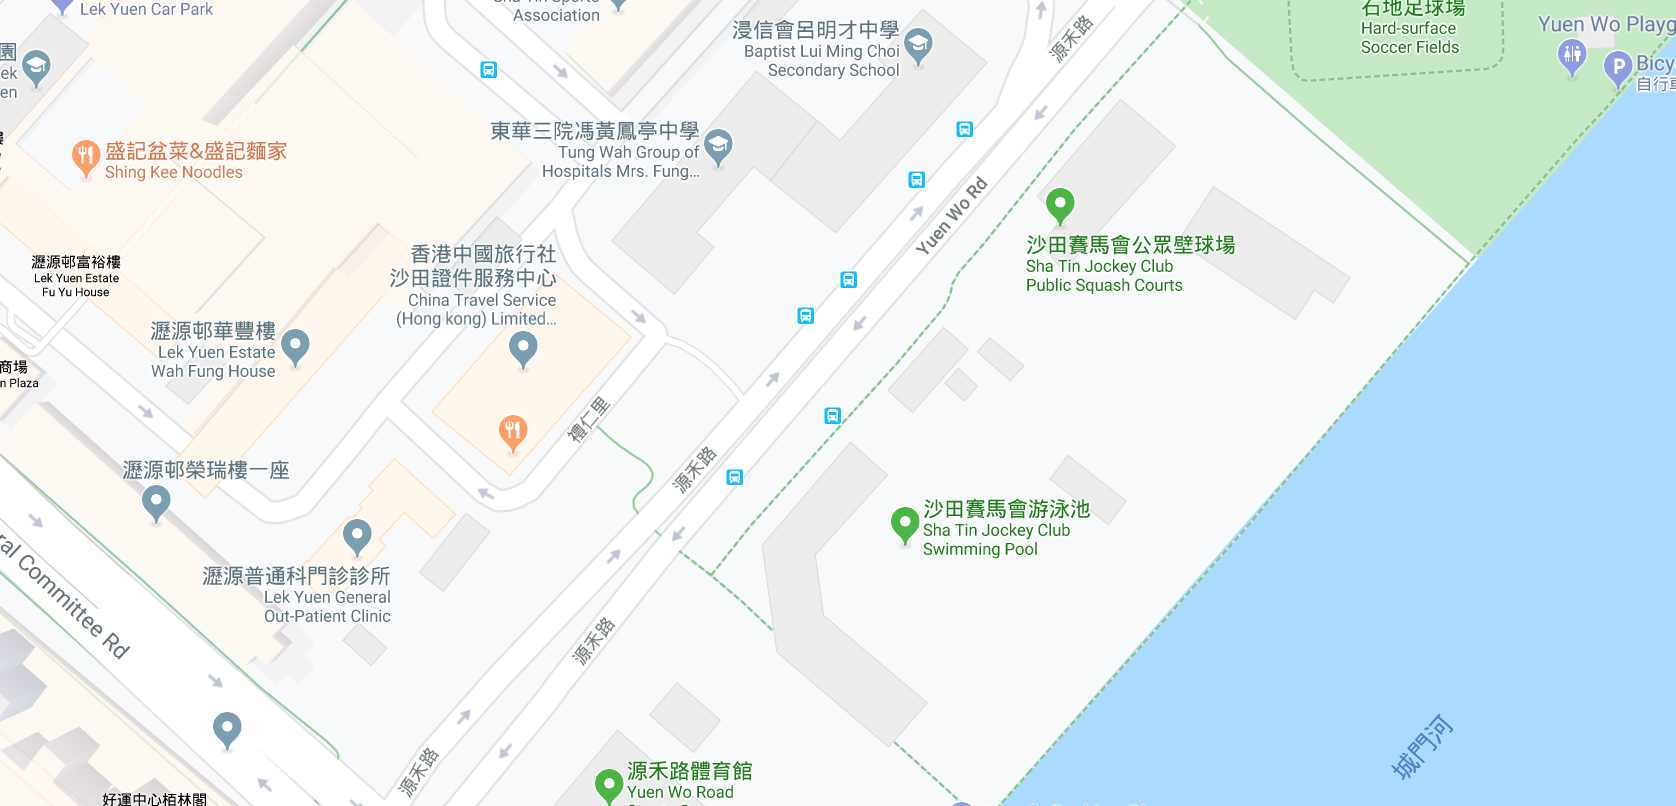 Lek Yuen Car Park
Sha Tin Sports
Association
浸信會呂明才中學
Baptist Lui Ming Choi
Secondary School
源禾路
石地足球場
Hard-surface
Soccer Fields
Yuen Wo Playg
Bicy
自行車
園
ek
en
東華三院馮黃鳳亭中學
Tung Wah Group of
Hospitals Mrs. Fung...
盛記盆菜&盛記麵家
Shing Kee Noodles
Yuen Wo Rd
沙田賽馬會公眾壁球場
Sha Tin Jockey Club
Public Squash Courts
瀝源邨富裕樓
Lek Yuen Estate
Fu Yu House
香港中國旅行社
沙田證件服務中心
China Travel Service
(Hong kong) Limited...
瀝源邨華豐樓
Lek Yuen Estate
Wah Fung House
商場
n Plaza
禮仁里
源禾路
瀝源邨榮瑞樓一座
沙田賽馬會游泳池
Sha Tin Jockey Club
Swimming Pool
ral Committee Rd
瀝源普通科門診診所
Lek Yuen General
Out-Patient Clinic
源禾路
城門河
源禾路
源禾路體育館
Yuen Wo Road
好運中心栢林閣